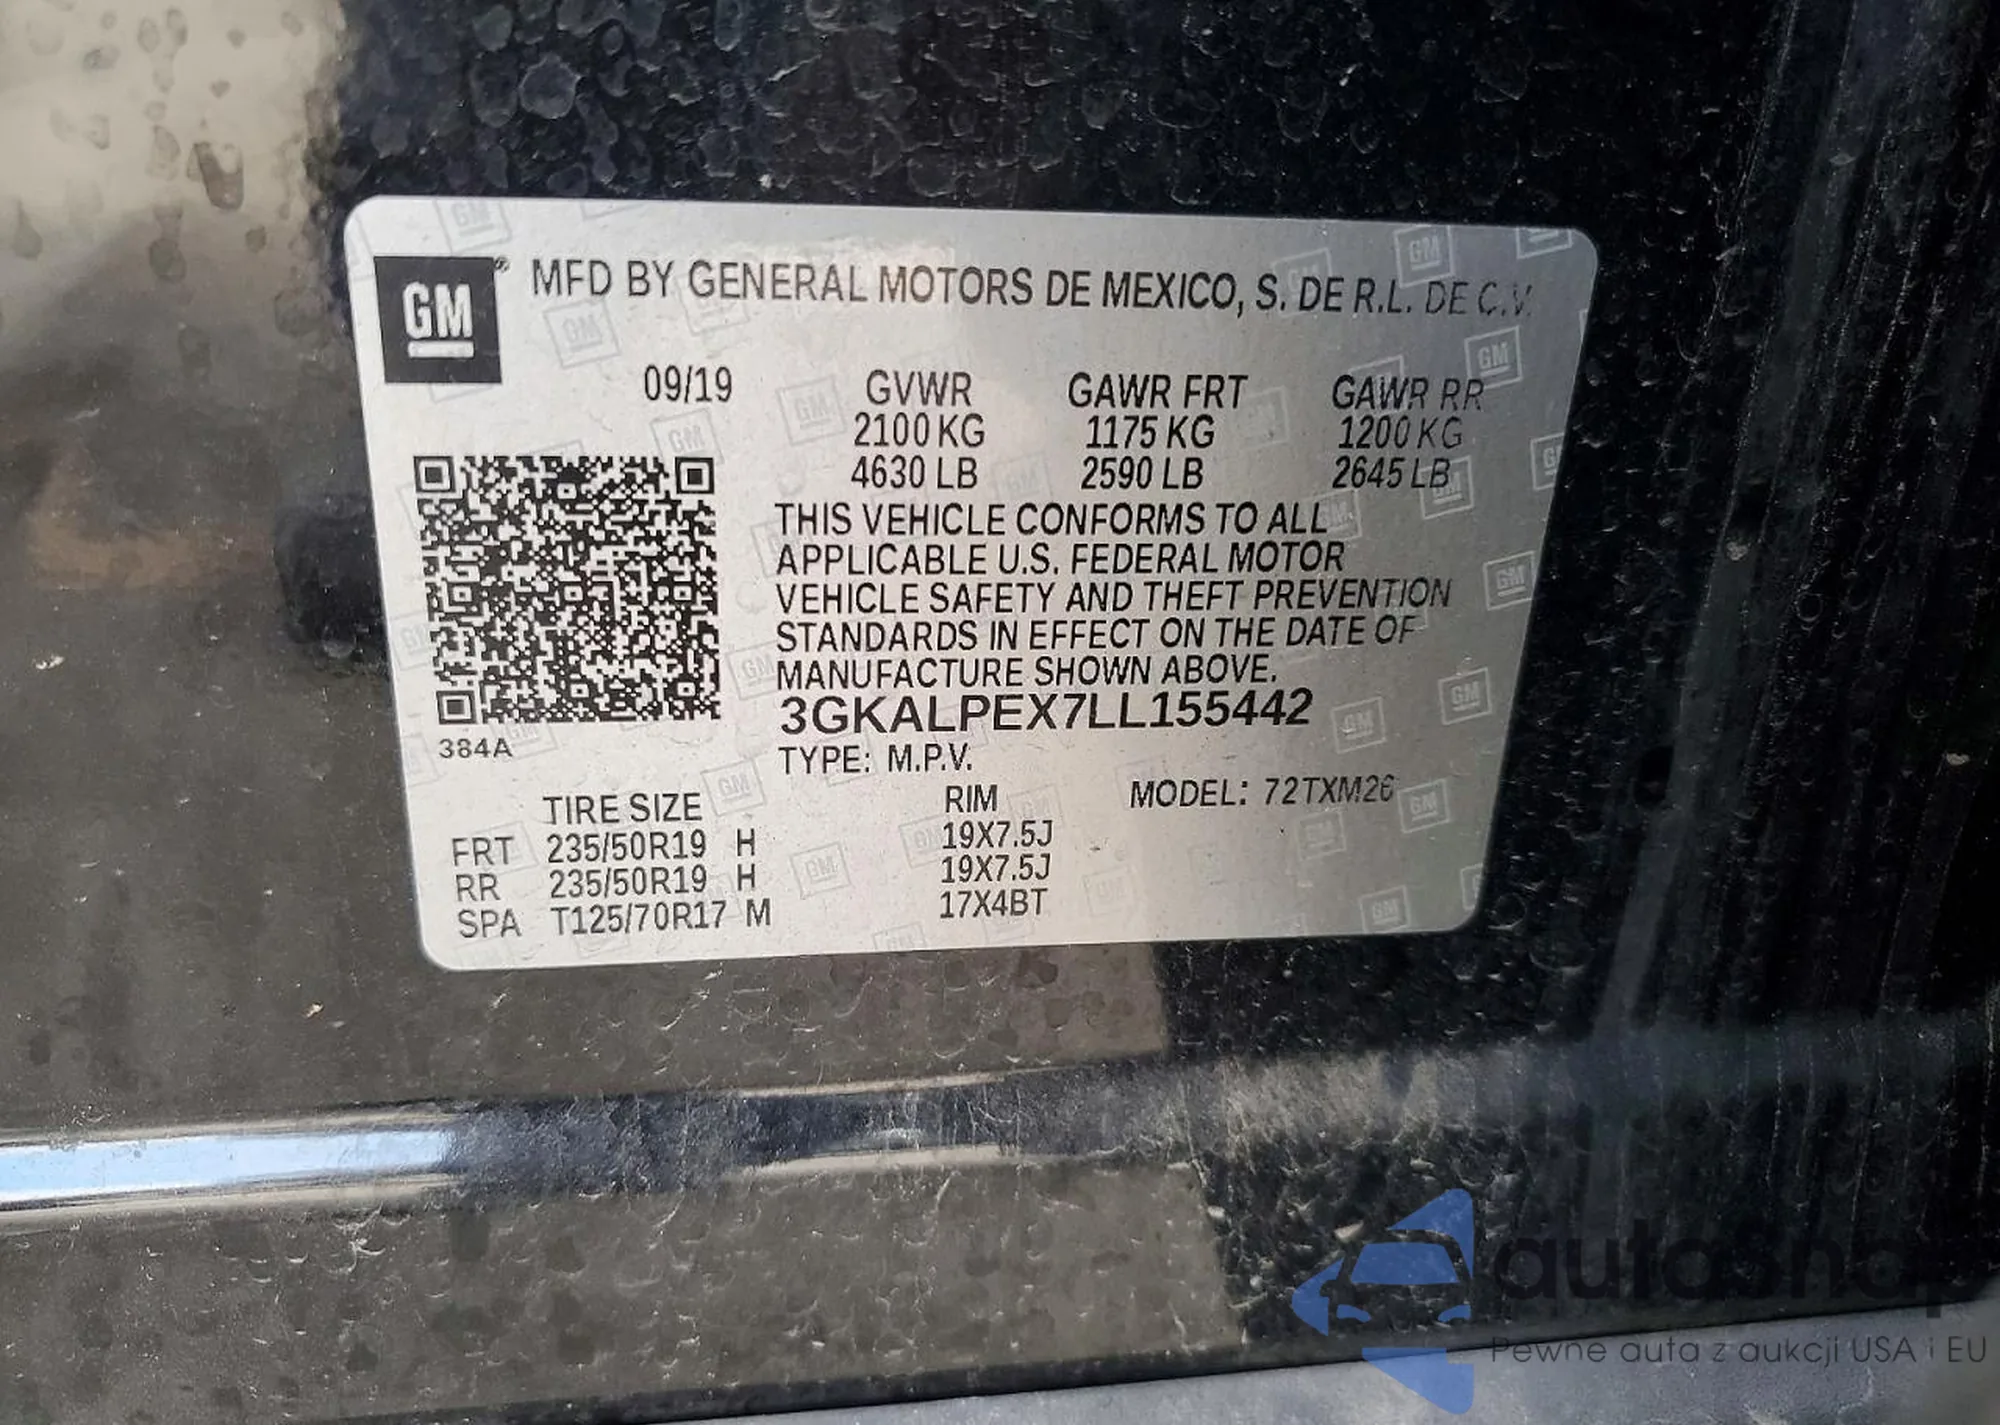 GM
MFD BY GENERAL MOTORS DE MEXICO, S. DE R.L. DE C.V.
09/19 GVWR GAWR FRT GAWR RR
2100 KG 1175 KG 1200 KG
4630 LB 2590 LB 2645 LB
THIS VEHICLE CONFORMS TO ALL
APPLICABLE U.S. FEDERAL MOTOR
VEHICLE SAFETY AND THEFT PREVENTION
STANDARDS IN EFFECT ON THE DATE OF
MANUFACTURE SHOWN ABOVE.
3GKALPEX7LL155442
384A
TYPE: M.P.V.
TIRE SIZE RIM MODEL: 72TXM26
FRT 235/50R19 H 19X7.5J
RR 235/50R19 H 19X7.5J
SPA T125/70R17 M 17X4BT
autosnap
Pewne auta z aukcji USA i EU